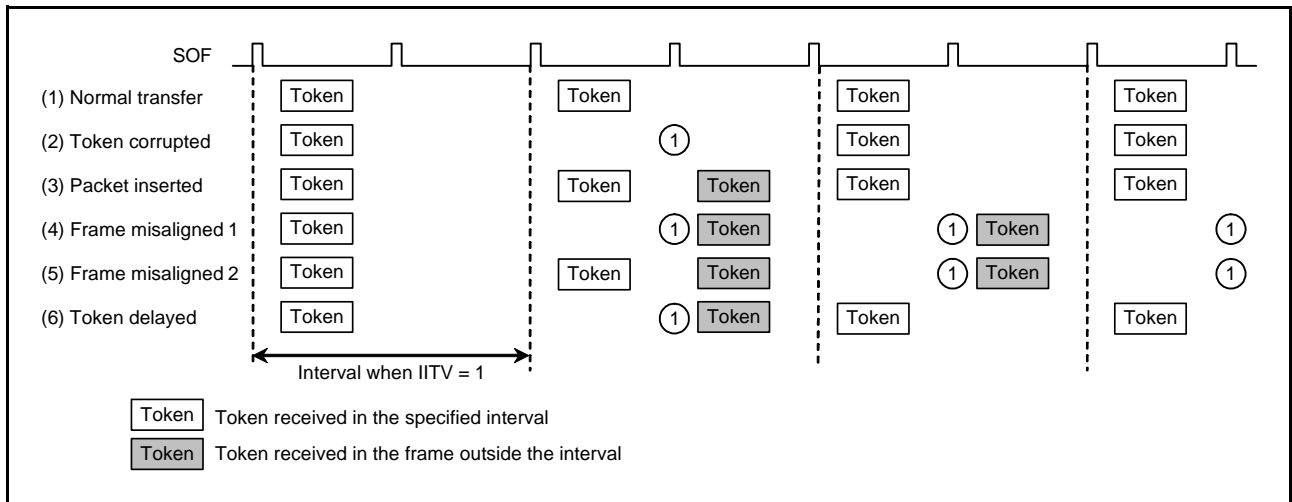 SOF
(1) Normal transfer Token Token Token Token
(2) Token corrupted Token 1 Token Token
(3) Packet inserted Token Token Token Token Token
(4) Frame misaligned 1 Token 1 Token 1 Token 1
(5) Frame misaligned 2 Token Token Token 1 Token 1
(6) Token delayed Token 1 Token Token Token
Interval when IITV = 1
Token Token received in the specified interval
Token Token received in the frame outside the interval